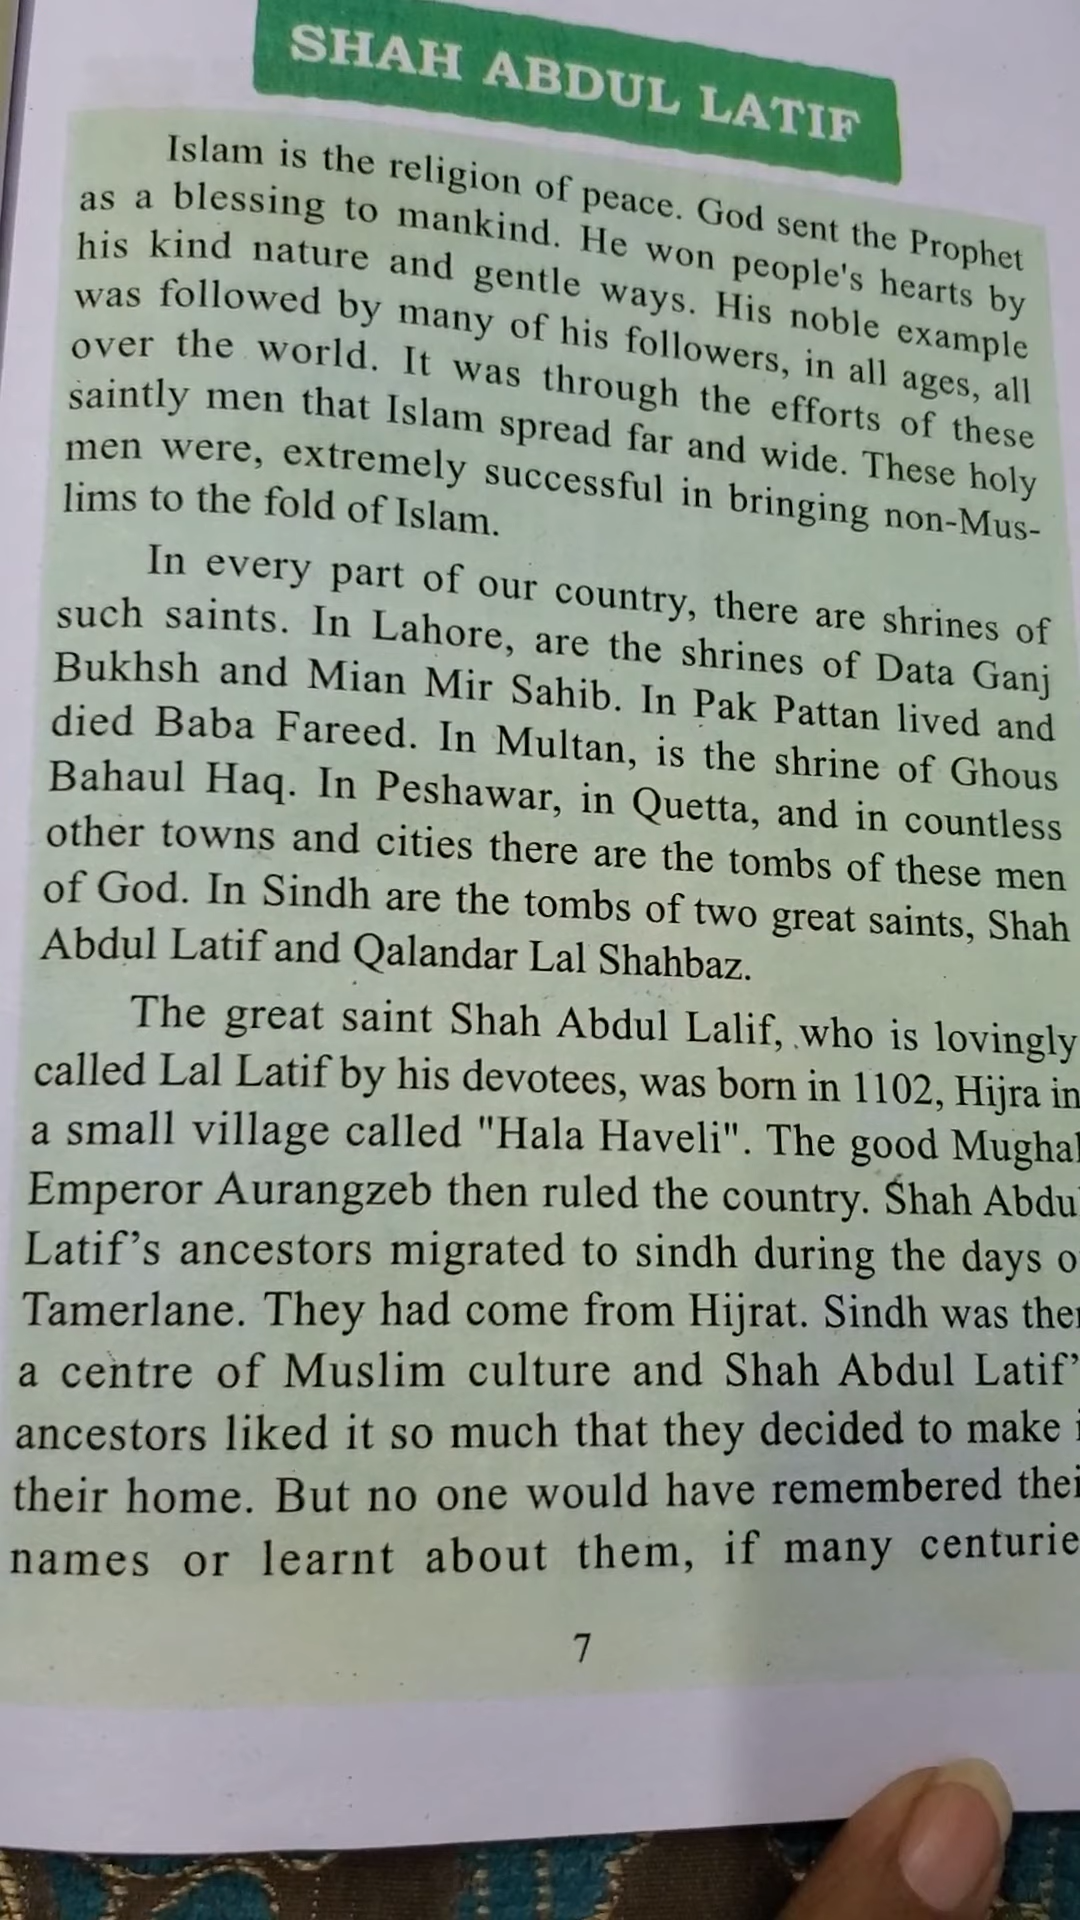 SHAH ABDUL LATIF
Islam is the religion of peace. God sent the Prophet
as a blessing to mankind. He won people's hearts by
his kind nature and gentle ways. His noble example
was followed by many of his followers, in all ages, all
over the world. It was through the efforts of these
saintly men that Islam spread far and wide. These holy
men were, extremely successful in bringing non-Mus-
lims to the fold of Islam.
In every part of our country, there are shrines of
such saints. In Lahore, are the shrines of Data Ganj
Bukhsh and Mian Mir Sahib. In Pak Pattan lived and
died Baba Fareed. In Multan, is the shrine of Ghous
Bahaul Haq. In Peshawar, in Quetta, and in countless
other towns and cities there are the tombs of these men
of God. In Sindh are the tombs of two great saints, Shah
Abdul Latif and Qalandar Lal Shahbaz.
The great saint Shah Abdul Lalif, who is lovingly
called Lal Latif by his devotees, was born in 1102, Hijra in
a small village called "Hala Haveli". The good Mughal
Emperor Aurangzeb then ruled the country. Shah Abdu
Latif’s ancestors migrated to sindh during the days o
Tamerlane. They had come from Hijrat. Sindh was the
a centre of Muslim culture and Shah Abdul Latif’
ancestors liked it so much that they decided to make
their home. But no one would have remembered thei
names or learnt about them, if many centurie
7